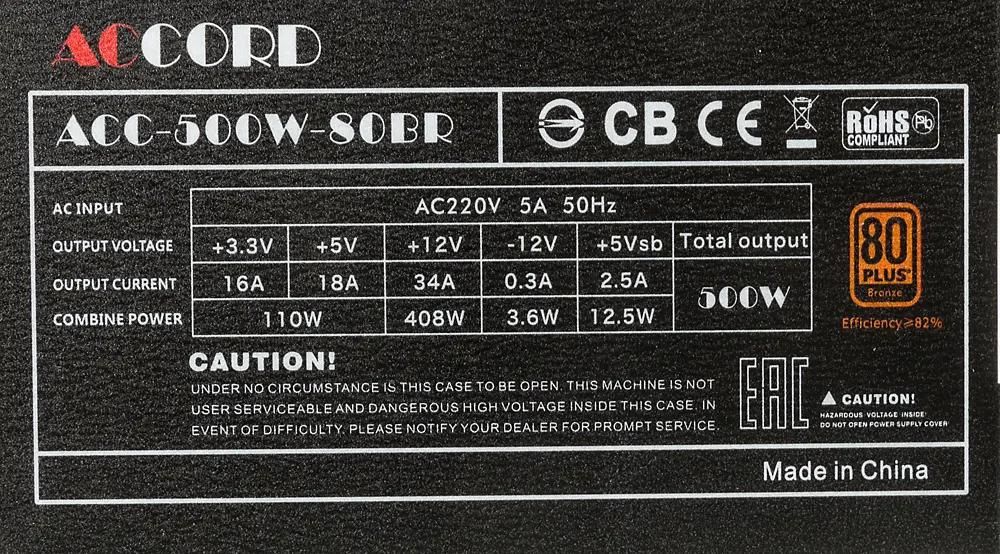 ACCORD
ACC-500W-80BR
CB CE RoHS COMPLIANT Pb
AC INPUT AC220V 5A 50Hz
OUTPUT VOLTAGE +3.3V +5V +12V -12V +5Vsb Total output
OUTPUT CURRENT 16A 18A 34A 0.3A 2.5A 500W
COMBINE POWER 110W 408W 3.6W 12.5W
80
PLUS
Bronze
Efficiency≥82%
CAUTION!
UNDER NO CIRCUMSTANCE IS THIS CASE TO BE OPEN. THIS MACHINE IS NOT
USER SERVICEABLE AND DANGEROUS HIGH VOLTAGE INSIDE THIS CASE. IN
EVENT OF DIFFICULTY. PLEASE NOTIFY YOUR DEALER FOR PROMPT SERVICE.
EAC
CAUTION!
HAZARDOUS VOLTAGE INSIDE
DO NOT OPEN POWER SUPPLY COVER
Made in China